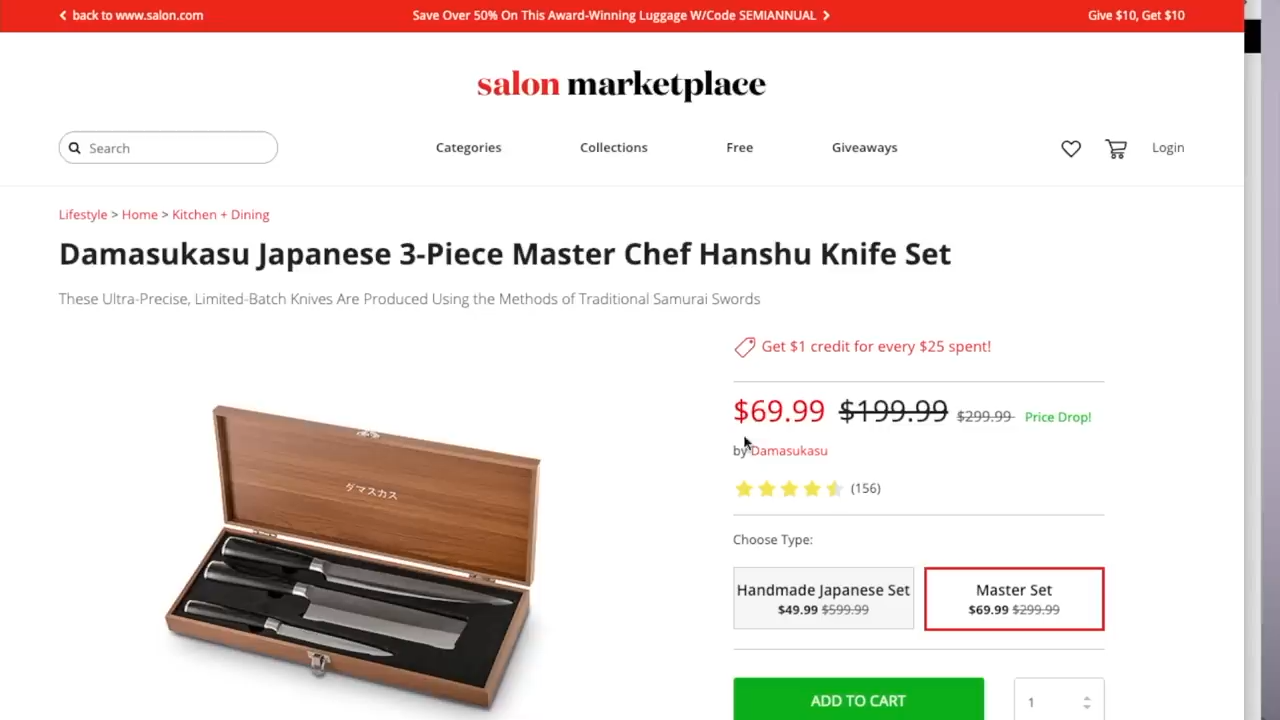 back to www.salon.com
Save Over 50% On This Award-Winning Luggage W/Code SEMIANNUAL
Give $10, Get $10
salon marketplace
Search
Categories
Collections
Free
Giveaways
Login
Lifestyle > Home > Kitchen + Dining
Damasukasu Japanese 3-Piece Master Chef Hanshu Knife Set
These Ultra-Precise, Limited-Batch Knives Are Produced Using the Methods of Traditional Samurai Swords
Get $1 credit for every $25 spent!
$69.99 $199.99 $299.99 Price Drop!
by Damasukasu
(156)
ダマスカス
Choose Type:
Handmade Japanese Set
$49.99 $599.99
Master Set
$69.99 $299.99
ADD TO CART
1